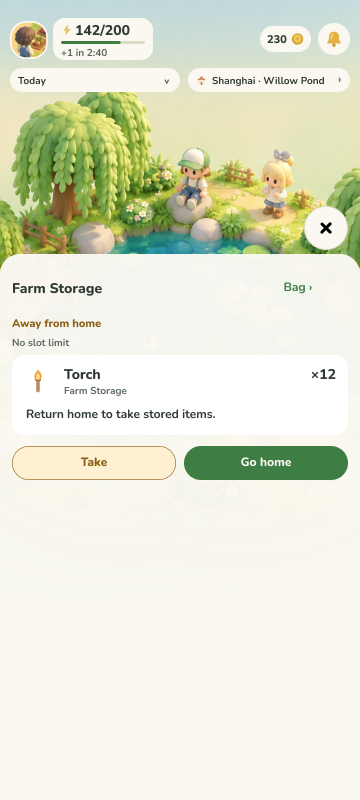 142/200
+1 in 2:40
230
Today
Shanghai · Willow Pond
Farm Storage
Bag ›
Away from home
No slot limit
Torch
×12
Farm Storage
Return home to take stored items.
Take
Go home